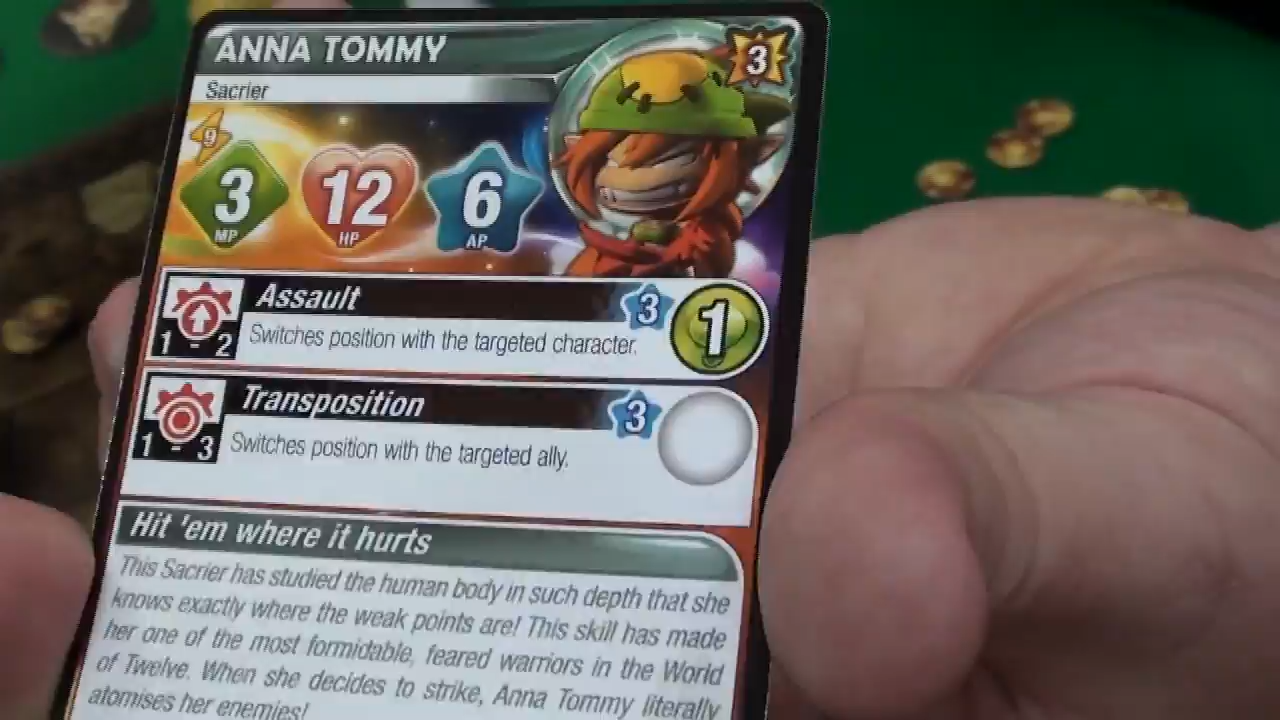 ANNA TOMMY
3
Sacrier
9
3
MP
12
HP
6
AP
Assault
3
1
1 - 2
Switches position with the targeted character.
Transposition
3
1 - 3
Switches position with the targeted ally.
Hit 'em where it hurts
This Sacrier has studied the human body in such depth that she
knows exactly where the weak points are! This skill has made
her one of the most formidable, feared warriors in the World
of Twelve. When she decides to strike, Anna Tommy literally
atomises her enemies!